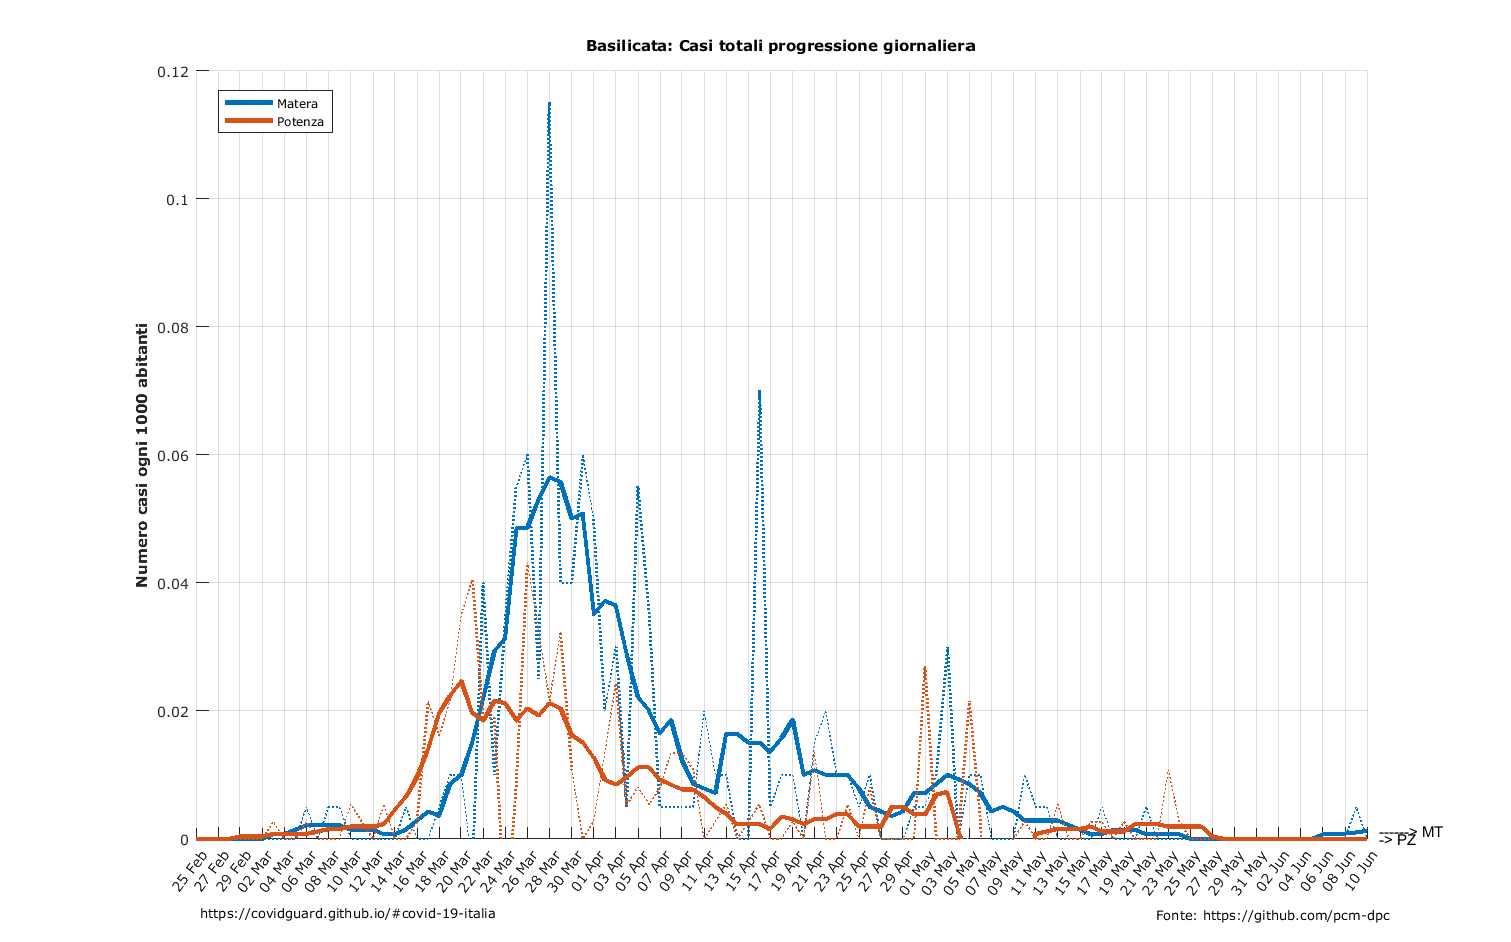 Basilicata: Casi totali progressione giornaliera
Numero casi ogni 1000 abitanti
0.12
0.1
0.08
0.06
0.04
0.02
0
Matera
Potenza
25 Feb
27 Feb
29 Feb
02 Mar
04 Mar
06 Mar
08 Mar
10 Mar
12 Mar
14 Mar
16 Mar
18 Mar
20 Mar
22 Mar
24 Mar
26 Mar
28 Mar
30 Mar
01 Apr
03 Apr
05 Apr
07 Apr
09 Apr
11 Apr
13 Apr
15 Apr
17 Apr
19 Apr
21 Apr
23 Apr
25 Apr
27 Apr
29 Apr
01 May
03 May
05 May
07 May
09 May
11 May
13 May
15 May
17 May
19 May
21 May
23 May
25 May
27 May
29 May
31 May
02 Jun
04 Jun
06 Jun
08 Jun
10 Jun
------> MT
-> PZ
https://covidguard.github.io/#covid-19-italia
Fonte: https://github.com/pcm-dpc